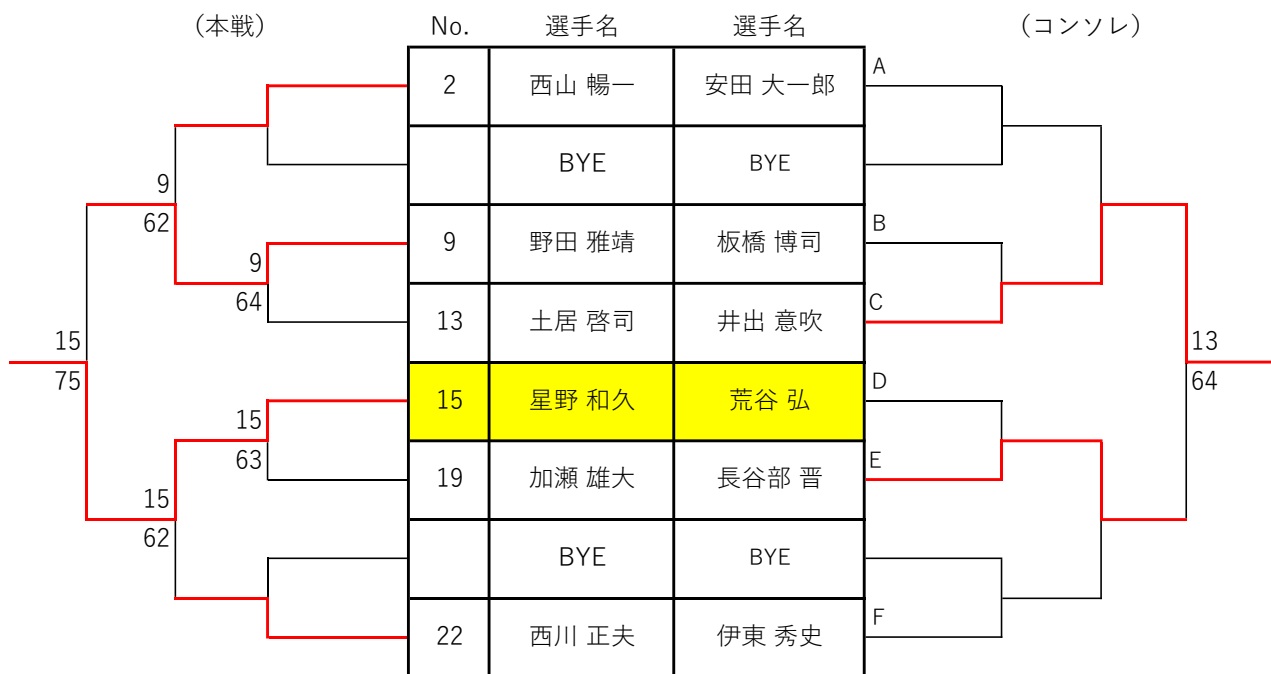 (本戦) No. 選手名 選手名 (コンソレ)
2 西山 暢一 安田 大一郎 A
BYE BYE
9
62
9 野田 雅靖 板橋 博司 B
9
64
13 土居 啓司 井出 意吹 C
15
75
13
64
15 星野 和久 荒谷 弘 D
15
63
19 加瀬 雄大 長谷部 晋 E
15
62
BYE BYE
22 西川 正夫 伊東 秀史 F